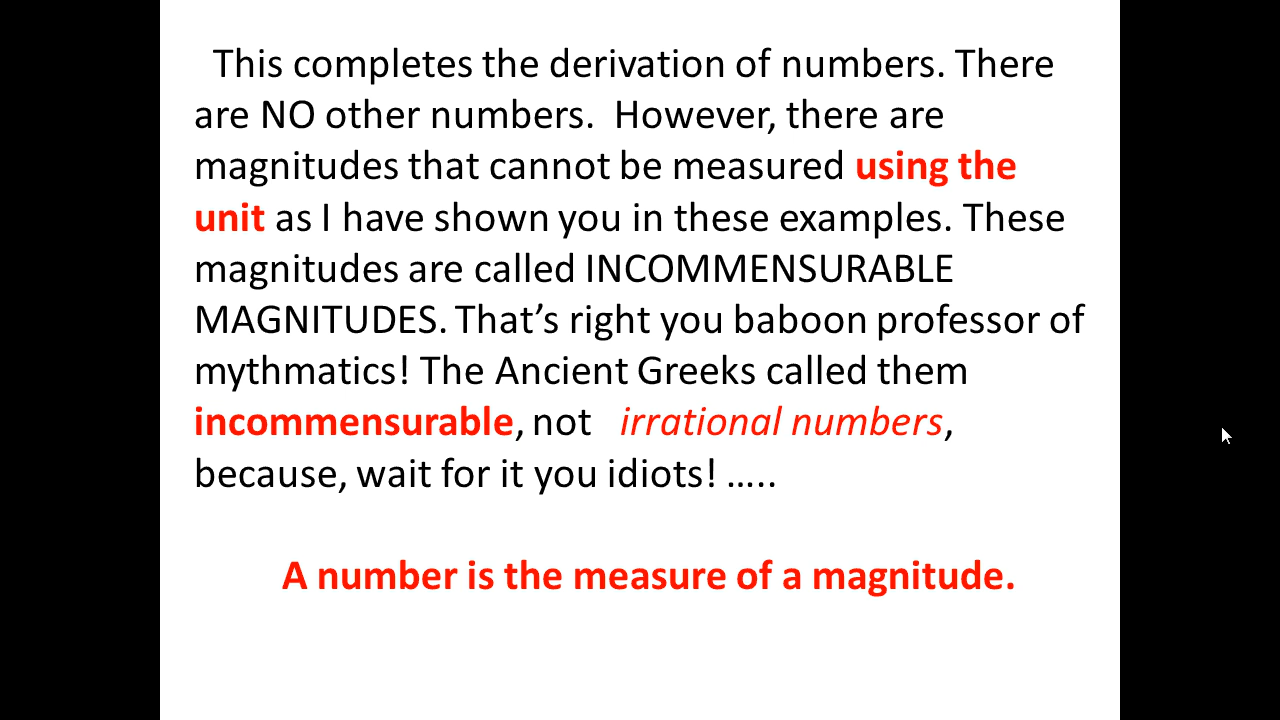 This completes the derivation of numbers. There
are NO other numbers.  However, there are
magnitudes that cannot be measured using the
unit as I have shown you in these examples. These
magnitudes are called INCOMMENSURABLE
MAGNITUDES. That’s right you baboon professor of
mythmatics! The Ancient Greeks called them
incommensurable, not   irrational numbers,
because, wait for it you idiots! …..
A number is the measure of a magnitude.